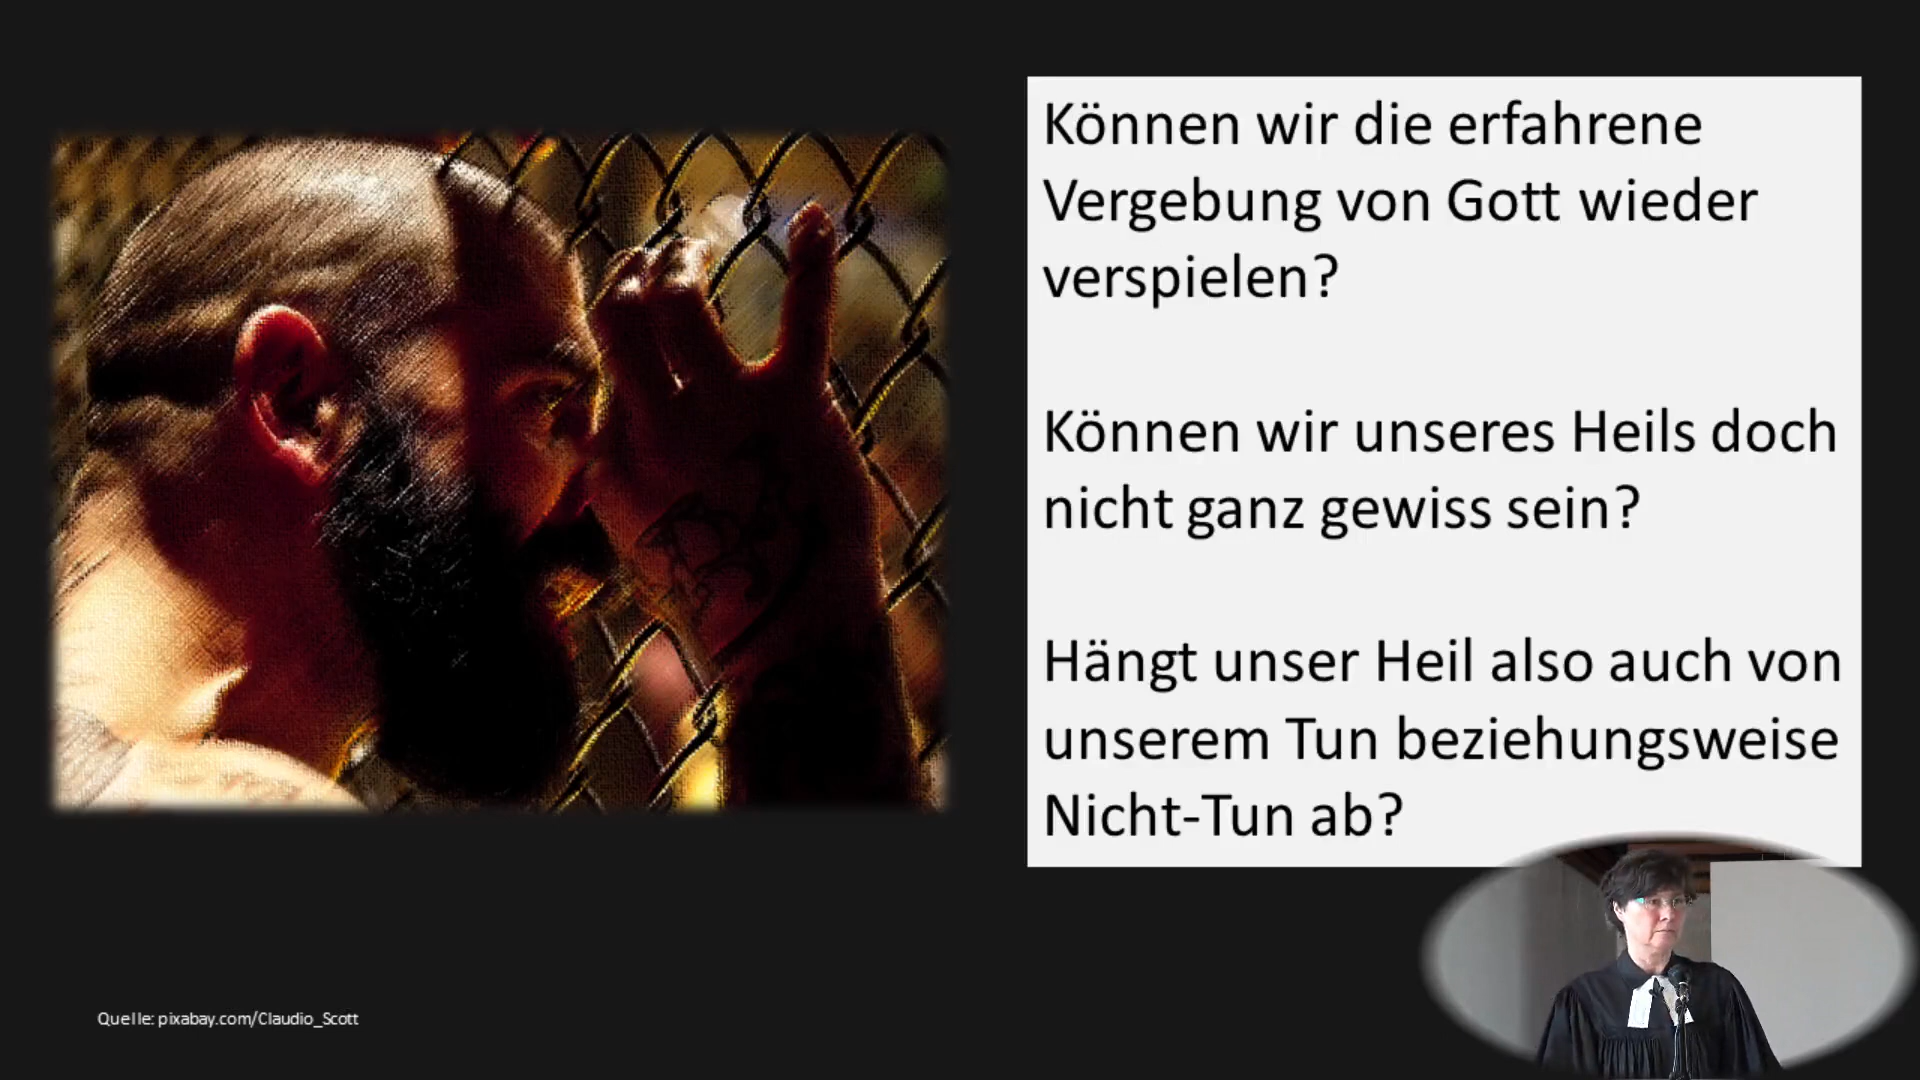 Können wir die erfahrene
Vergebung von Gott wieder
verspielen?
Können wir unseres Heils doch
nicht ganz gewiss sein?
Hängt unser Heil also auch von
unserem Tun beziehungsweise
Nicht-Tun ab?
Quelle: pixabay.com/Claudio_Scott